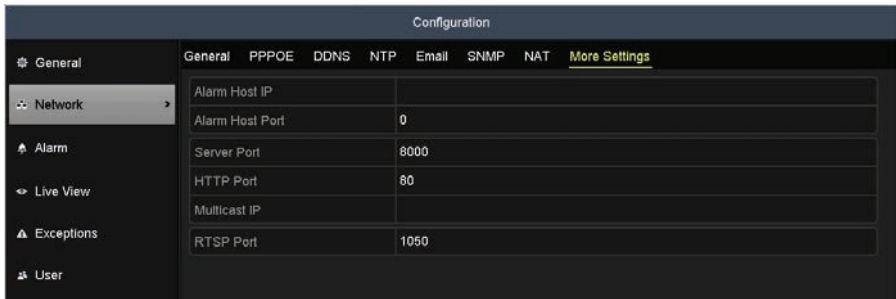 Configuration
General
Network
Alarm
Live View
Exceptions
User
General PPPOE DDNS NTP Email SNMP NAT More Settings
Alarm Host IP
Alarm Host Port 0
Server Port 8000
HTTP Port 80
Multicast IP
RTSP Port 1050